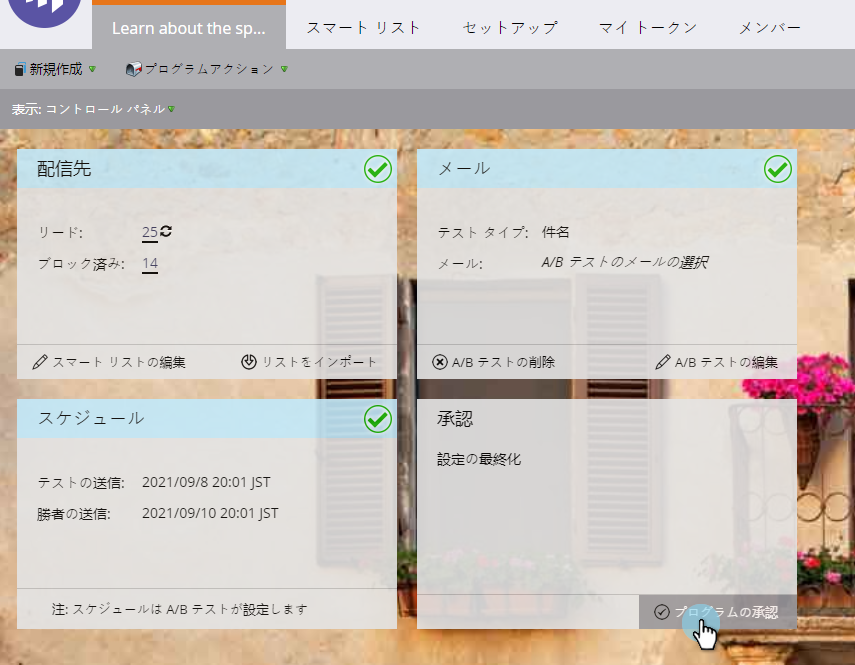 Learn about the sp... スマート リスト セットアップ マイ トークン メンバー
新規作成 プログラムアクション
表示: コントロール パネル
配信先
リード: 25
ブロック済み: 14
スマート リストの編集 リストをインポート
メール
テスト タイプ: 件名
メール: A/B テストのメールの選択
A/B テストの削除 A/B テストの編集
スケジュール
テストの送信: 2021/09/8 20:01 JST
勝者の送信: 2021/09/10 20:01 JST
注: スケジュールは A/B テストが設定します
承認
設定の最終化
プログラムの承認